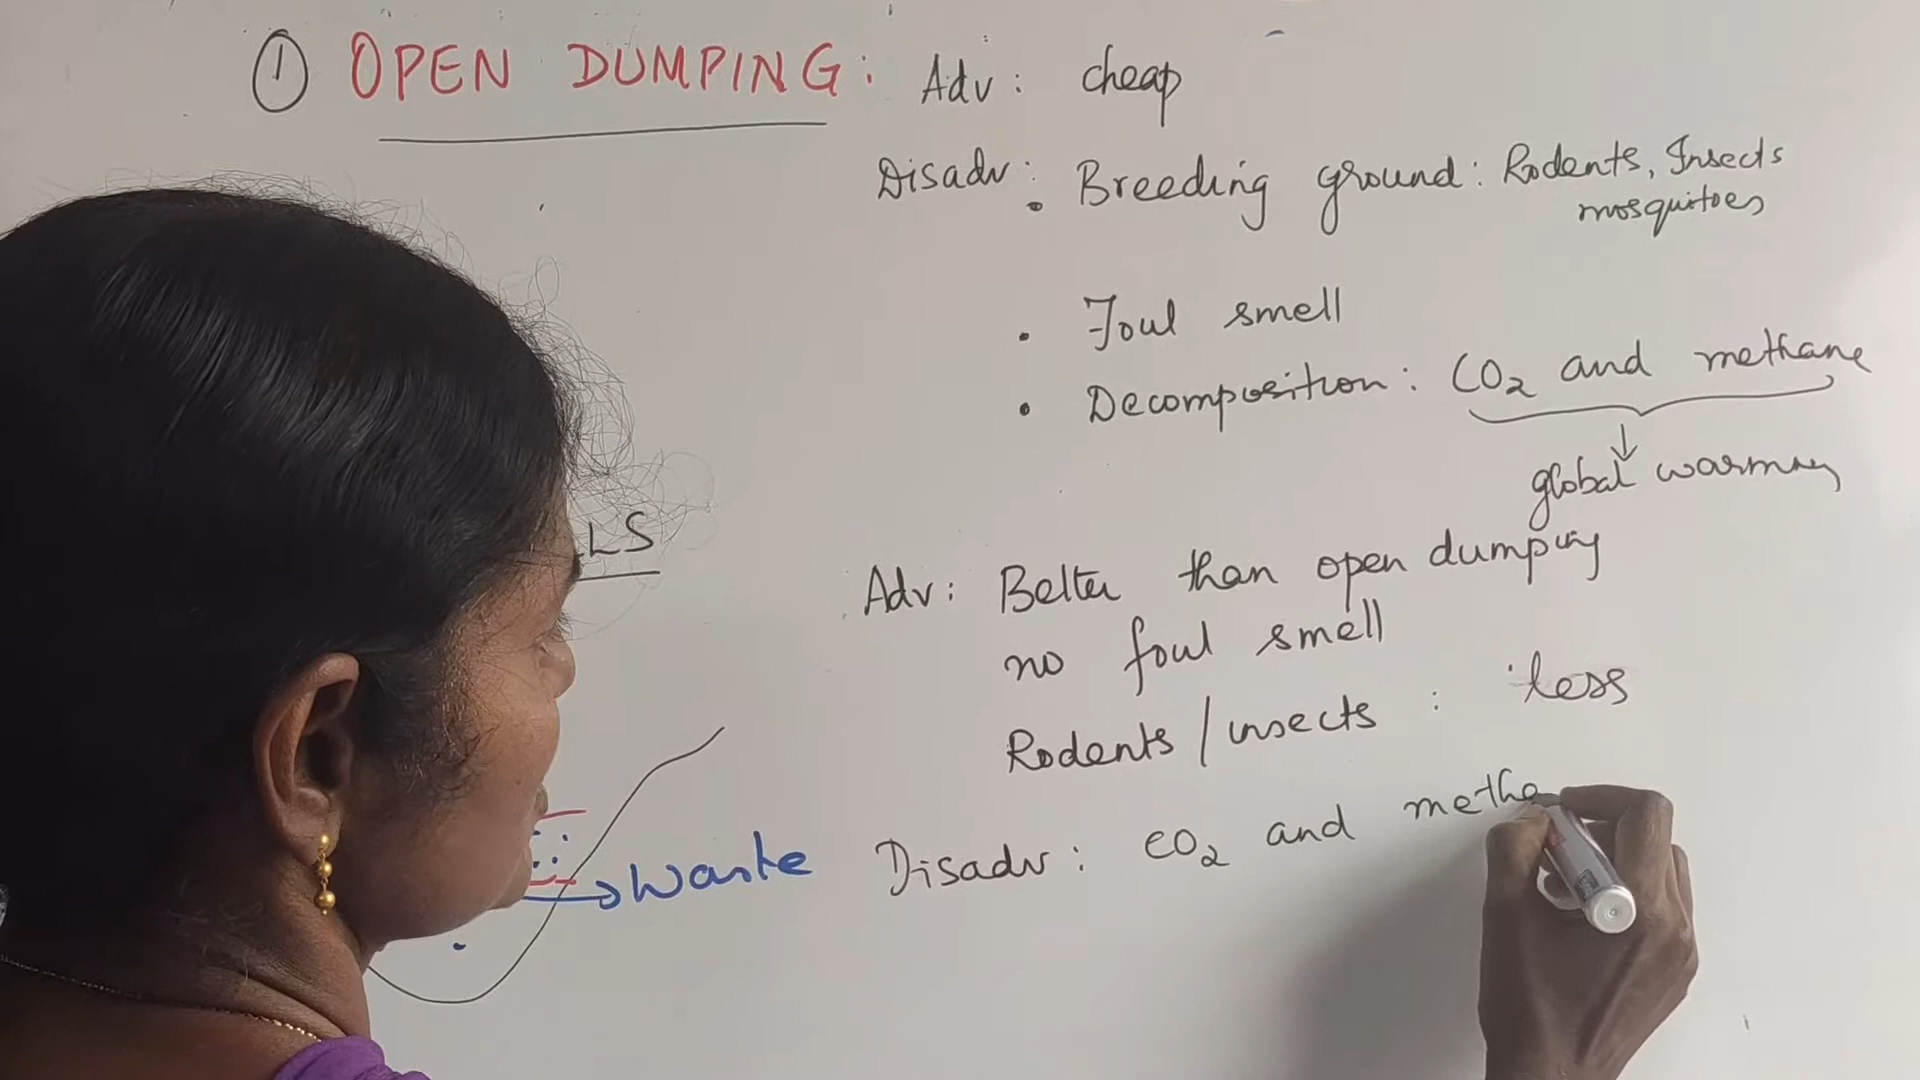 ① OPEN DUMPING: Adv: cheap
Disadv: • Breeding ground: Rodents, Insects
mosquitoes
• Foul smell
• Decomposition: CO2 and methane
global warming
LS
Adv: Better than open dumping
no foul smell
Rodents/insects : less
Waste
Disadv: CO2 and metha